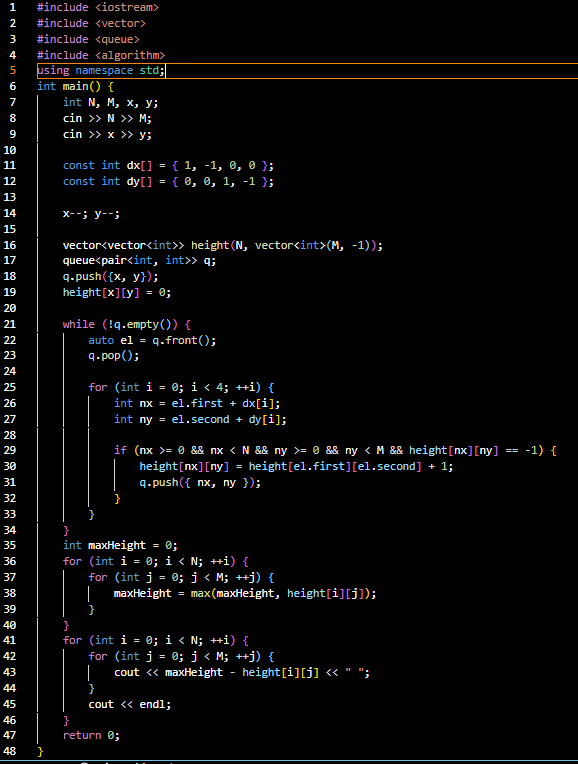 1 #include <iostream>
2 #include <vector>
3 #include <queue>
4 #include <algorithm>
5 using namespace std;
6 int main() {
7     int N, M, x, y;
8     cin >> N >> M;
9     cin >> x >> y;
10
11     const int dx[] = { 1, -1, 0, 0 };
12     const int dy[] = { 0, 0, 1, -1 };
13
14     x--; y--;
15
16     vector<vector<int>> height(N, vector<int>(M, -1));
17     queue<pair<int, int>> q;
18     q.push({x, y});
19     height[x][y] = 0;
20
21     while (!q.empty()) {
22         auto el = q.front();
23         q.pop();
24
25         for (int i = 0; i < 4; ++i) {
26             int nx = el.first + dx[i];
27             int ny = el.second + dy[i];
28
29             if (nx >= 0 && nx < N && ny >= 0 && ny < M && height[nx][ny] == -1) {
30                 height[nx][ny] = height[el.first][el.second] + 1;
31                 q.push({ nx, ny });
32             }
33         }
34     }
35     int maxHeight = 0;
36     for (int i = 0; i < N; ++i) {
37         for (int j = 0; j < M; ++j) {
38             maxHeight = max(maxHeight, height[i][j]);
39         }
40     }
41     for (int i = 0; i < N; ++i) {
42         for (int j = 0; j < M; ++j) {
43             cout << maxHeight - height[i][j] << " ";
44         }
45         cout << endl;
46     }
47     return 0;
48 }